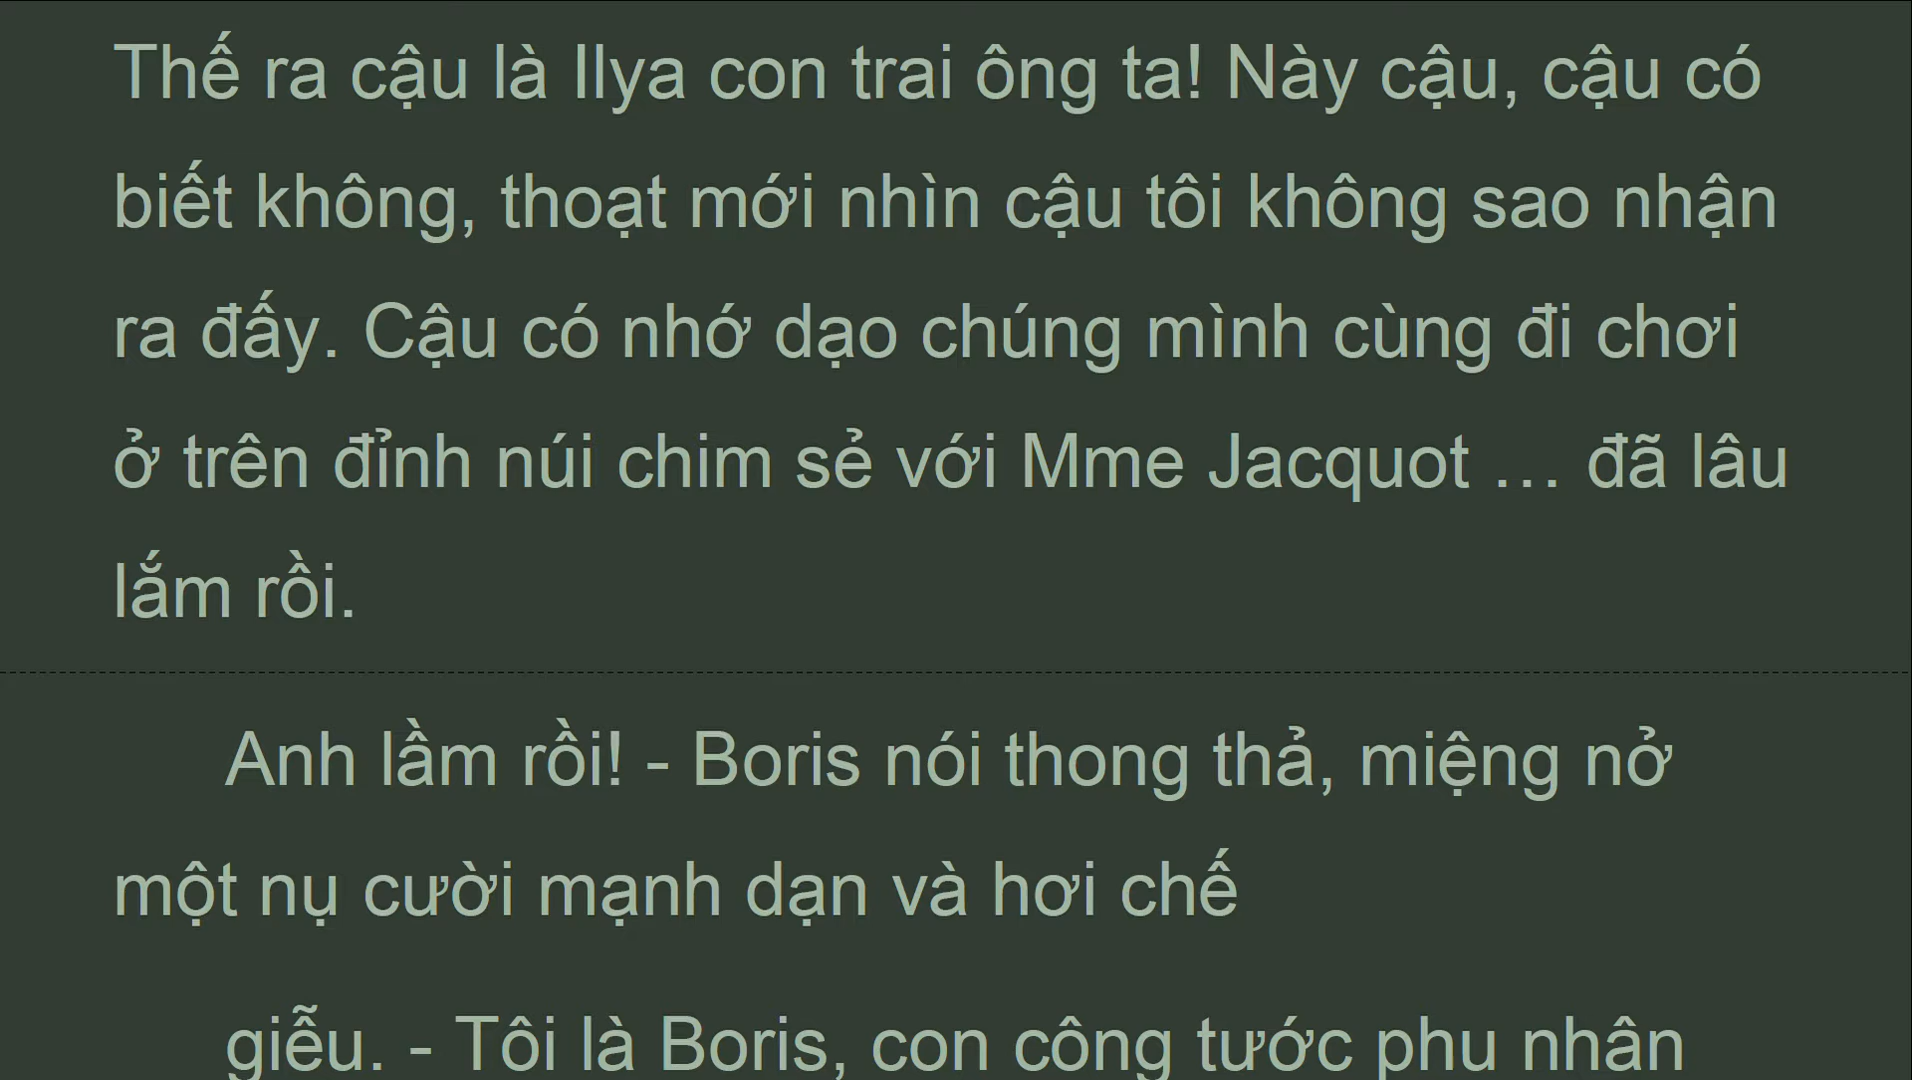 Thế ra cậu là Ilya con trai ông ta! Này cậu, cậu có
biết không, thoạt mới nhìn cậu tôi không sao nhận
ra đấy. Cậu có nhớ dạo chúng mình cùng đi chơi
ở trên đỉnh núi chim sẻ với Mme Jacquot … đã lâu
lắm rồi.
Anh lầm rồi! - Boris nói thong thả, miệng nở
một nụ cười mạnh dạn và hơi chế
giễu. - Tôi là Boris, con công tước phu nhân